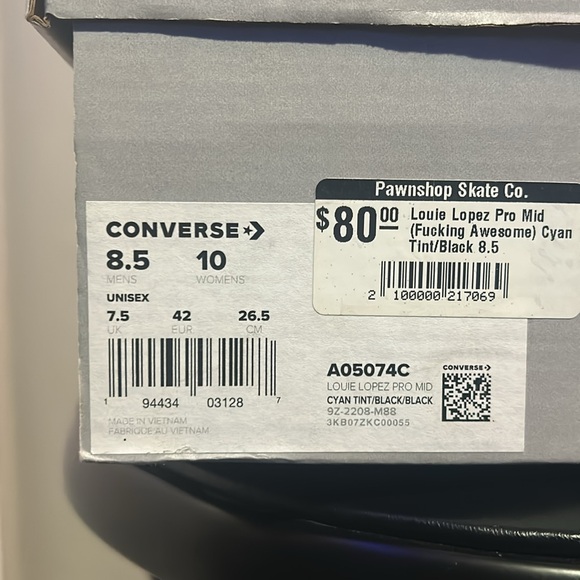 Pawnshop Skate Co.
$80.00
Louie Lopez Pro Mid
(Fucking Awesome) Cyan
Tint/Black 8.5
2 100000 217069
CONVERSE
8.5 10
MENS WOMENS
UNISEX
7.5 42 26.5
UK EUR CM
1 94434 03128 7
MADE IN VIETNAM
FABRIQUÉ AU VIETNAM
A05074C
LOUIE LOPEZ PRO MID
CYAN TINT/BLACK/BLACK
9Z-2208-M88
3KB07ZKC00055
CONVERSE